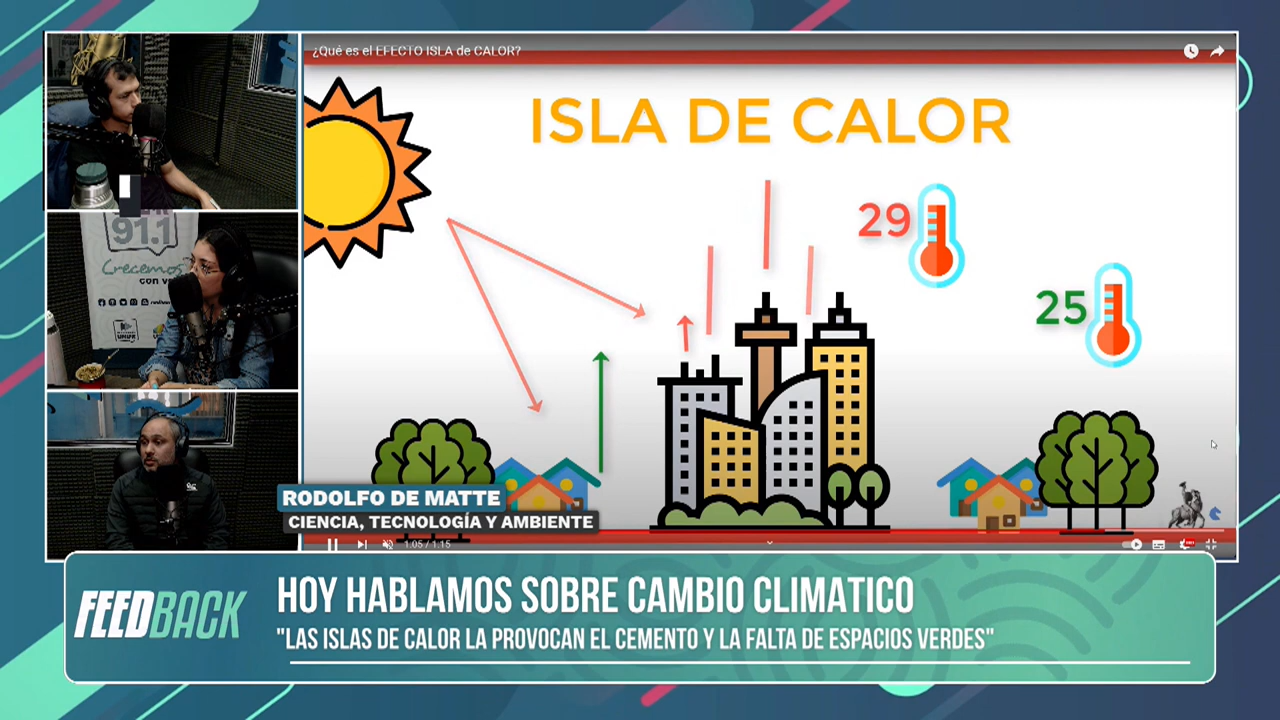 ¿Qué es el EFECTO ISLA de CALOR?
ISLA DE CALOR
29
25
91.1
Crecemos
con v
RODOLFO DE MATTE
CIENCIA, TECNOLOGÍA Y AMBIENTE
1:05 / 1:15
FEEDBACK
HOY HABLAMOS SOBRE CAMBIO CLIMATICO
"LAS ISLAS DE CALOR LA PROVOCAN EL CEMENTO Y LA FALTA DE ESPACIOS VERDES"